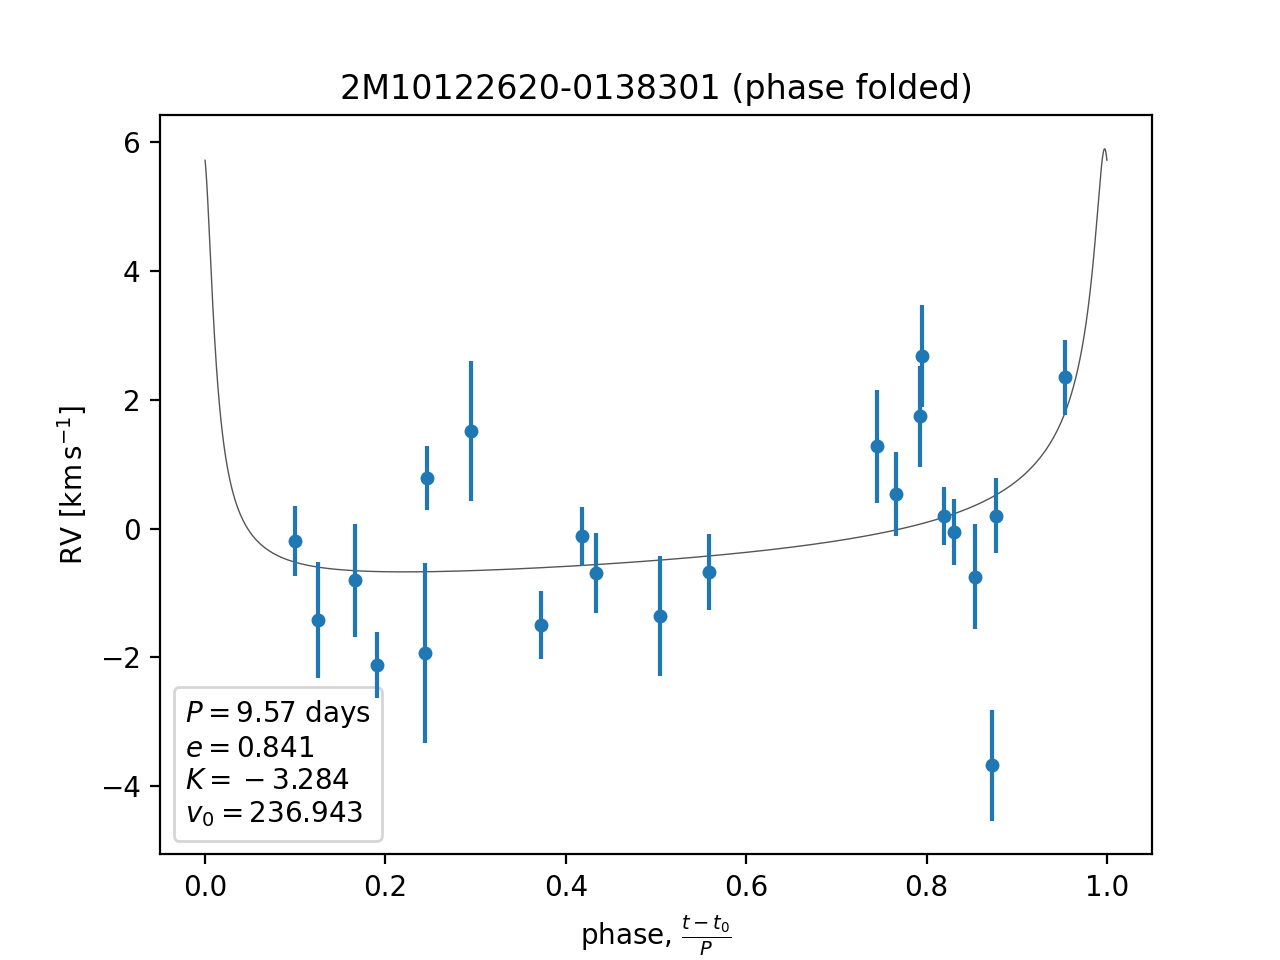 2M10122620-0138301 (phase folded)
6
4
2
0
−2
−4
RV [km s⁻¹]
P = 9.57 days
e = 0.841
K = −3.284
v₀ = 236.943
0.0 0.2 0.4 0.6 0.8 1.0
phase, (t − t₀)/P